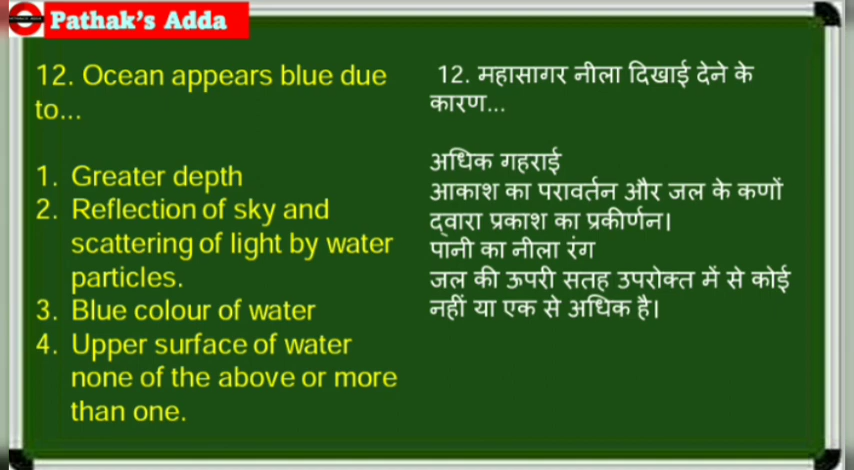 Pathak's Adda
12. Ocean appears blue due
to...
1. Greater depth
2. Reflection of sky and
scattering of light by water
particles.
3. Blue colour of water
4. Upper surface of water
none of the above or more
than one.
12. महासागर नीला दिखाई देने के
कारण...
अधिक गहराई
आकाश का परावर्तन और जल के कणों
द्वारा प्रकाश का प्रकीर्णन।
पानी का नीला रंग
जल की ऊपरी सतह उपरोक्त में से कोई
नहीं या एक से अधिक है।